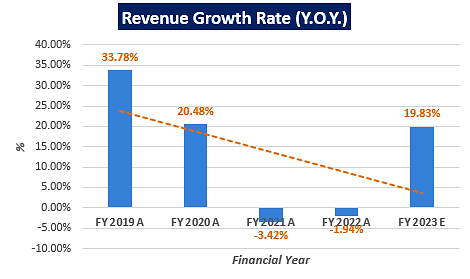 Revenue Growth Rate (Y.O.Y.)
40.00%
35.00%
30.00%
25.00%
20.00%
15.00%
10.00%
5.00%
0.00%
-5.00%
-10.00%
%
33.78%
20.48%
-3.42%
-1.94%
19.83%
FY 2019 A
FY 2020 A
FY 2021 A
FY 2022 A
FY 2023 E
Financial Year